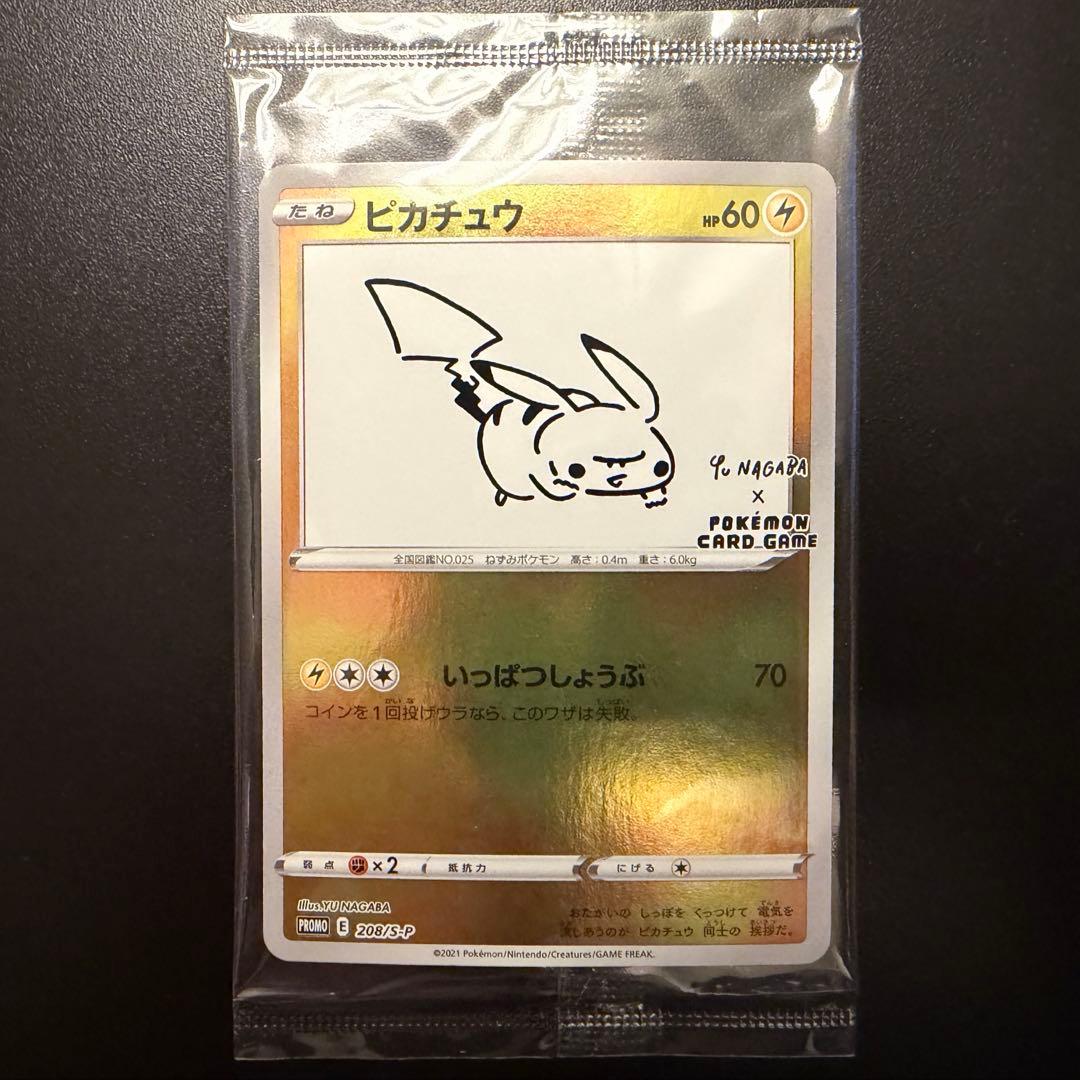 たね ピカチュウ HP60
Yu NAGABA
×
POKÉMON
CARD GAME
全国図鑑NO.025 ねずみポケモン 高さ:0.4m 重さ:6.0kg
いっぱつしょうぶ 70
コインを1回投げウラなら、このワザは失敗。
弱点 ×2 抵抗力 にげる
Illus.YU NAGABA
おたがいの しっぽを くっつけて 電気を
流しあうのが ピカチュウ 同士の 挨拶だ。
PROMO E 208/S-P
©2021 Pokémon/Nintendo/Creatures/GAME FREAK.